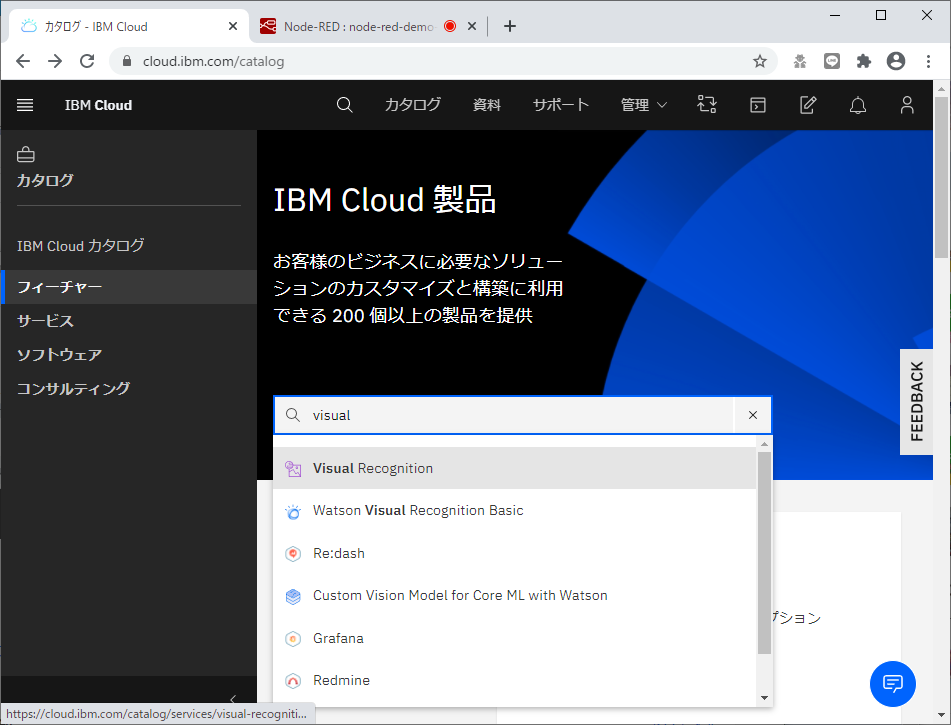 カタログ - IBM Cloud
Node-RED : node-red-demo
cloud.ibm.com/catalog
IBM Cloud
カタログ
資料
サポート
管理
カタログ
IBM Cloud カタログ
フィーチャー
サービス
ソフトウェア
コンサルティング
IBM Cloud 製品
お客様のビジネスに必要なソリュー
ションのカスタマイズと構築に利用
できる 200 個以上の製品を提供
FEEDBACK
visual
Visual Recognition
Watson Visual Recognition Basic
Re:dash
Custom Vision Model for Core ML with Watson
Grafana
Redmine
プション
https://cloud.ibm.com/catalog/services/visual-recogniti...